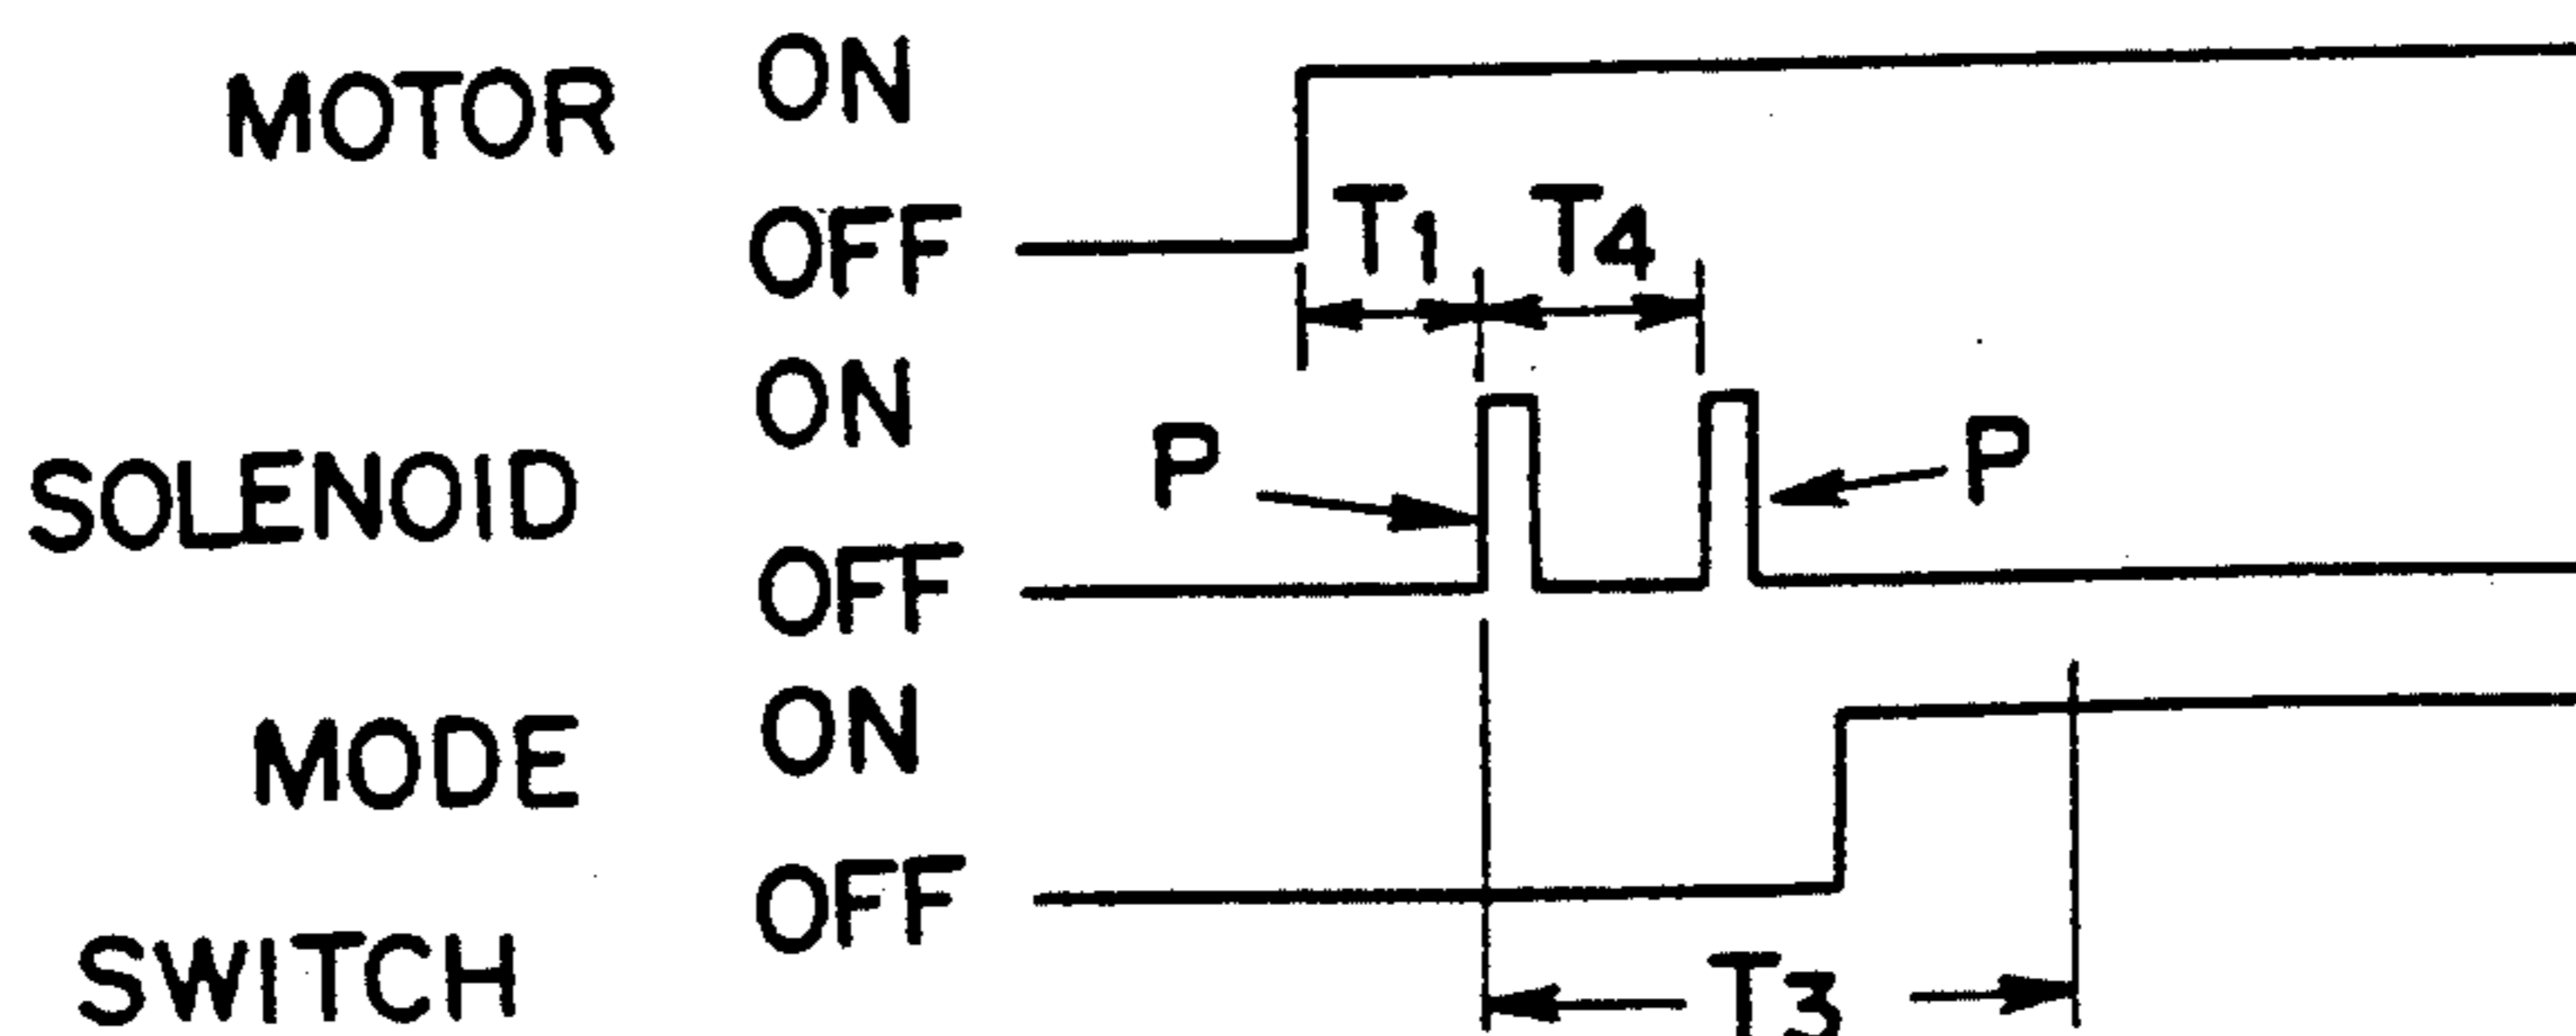 MOTOR ON
OFF
T1 T4
SOLENOID ON
OFF
P P
MODE ON
OFF
SWITCH
T3